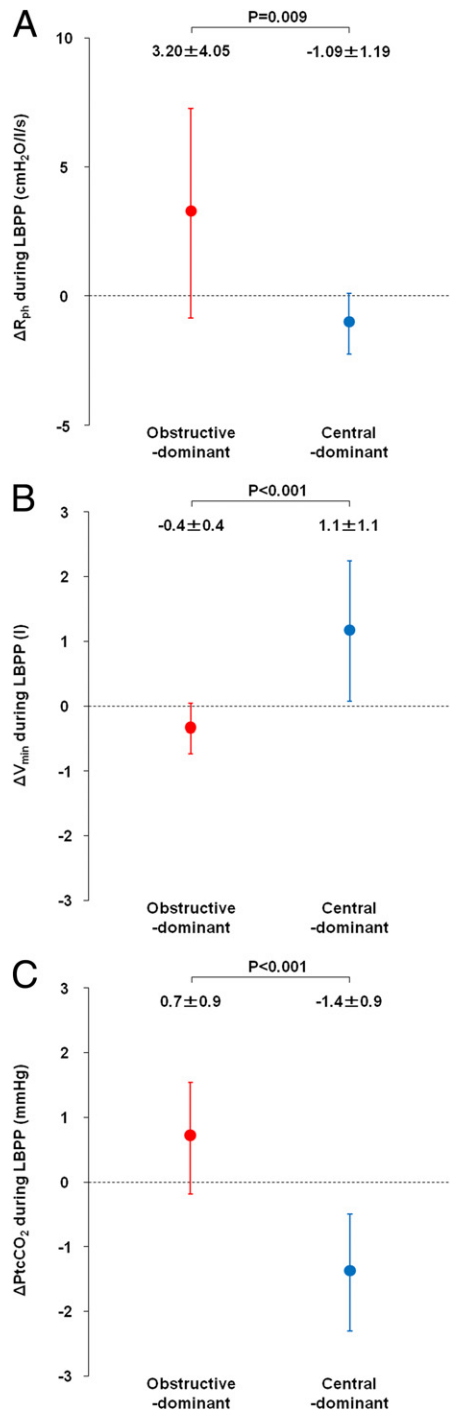 A
P=0.009
3.20±4.05
-1.09±1.19
10
5
0
-5
ΔRph during LBPP (cmH2O/l/s)
Obstructive
-dominant
Central
-dominant
B
P<0.001
-0.4±0.4
1.1±1.1
3
2
1
0
-1
-2
-3
ΔVmin during LBPP (l)
Obstructive
-dominant
Central
-dominant
C
P<0.001
0.7±0.9
-1.4±0.9
3
2
1
0
-1
-2
-3
ΔPtcCO2 during LBPP (mmHg)
Obstructive
-dominant
Central
-dominant